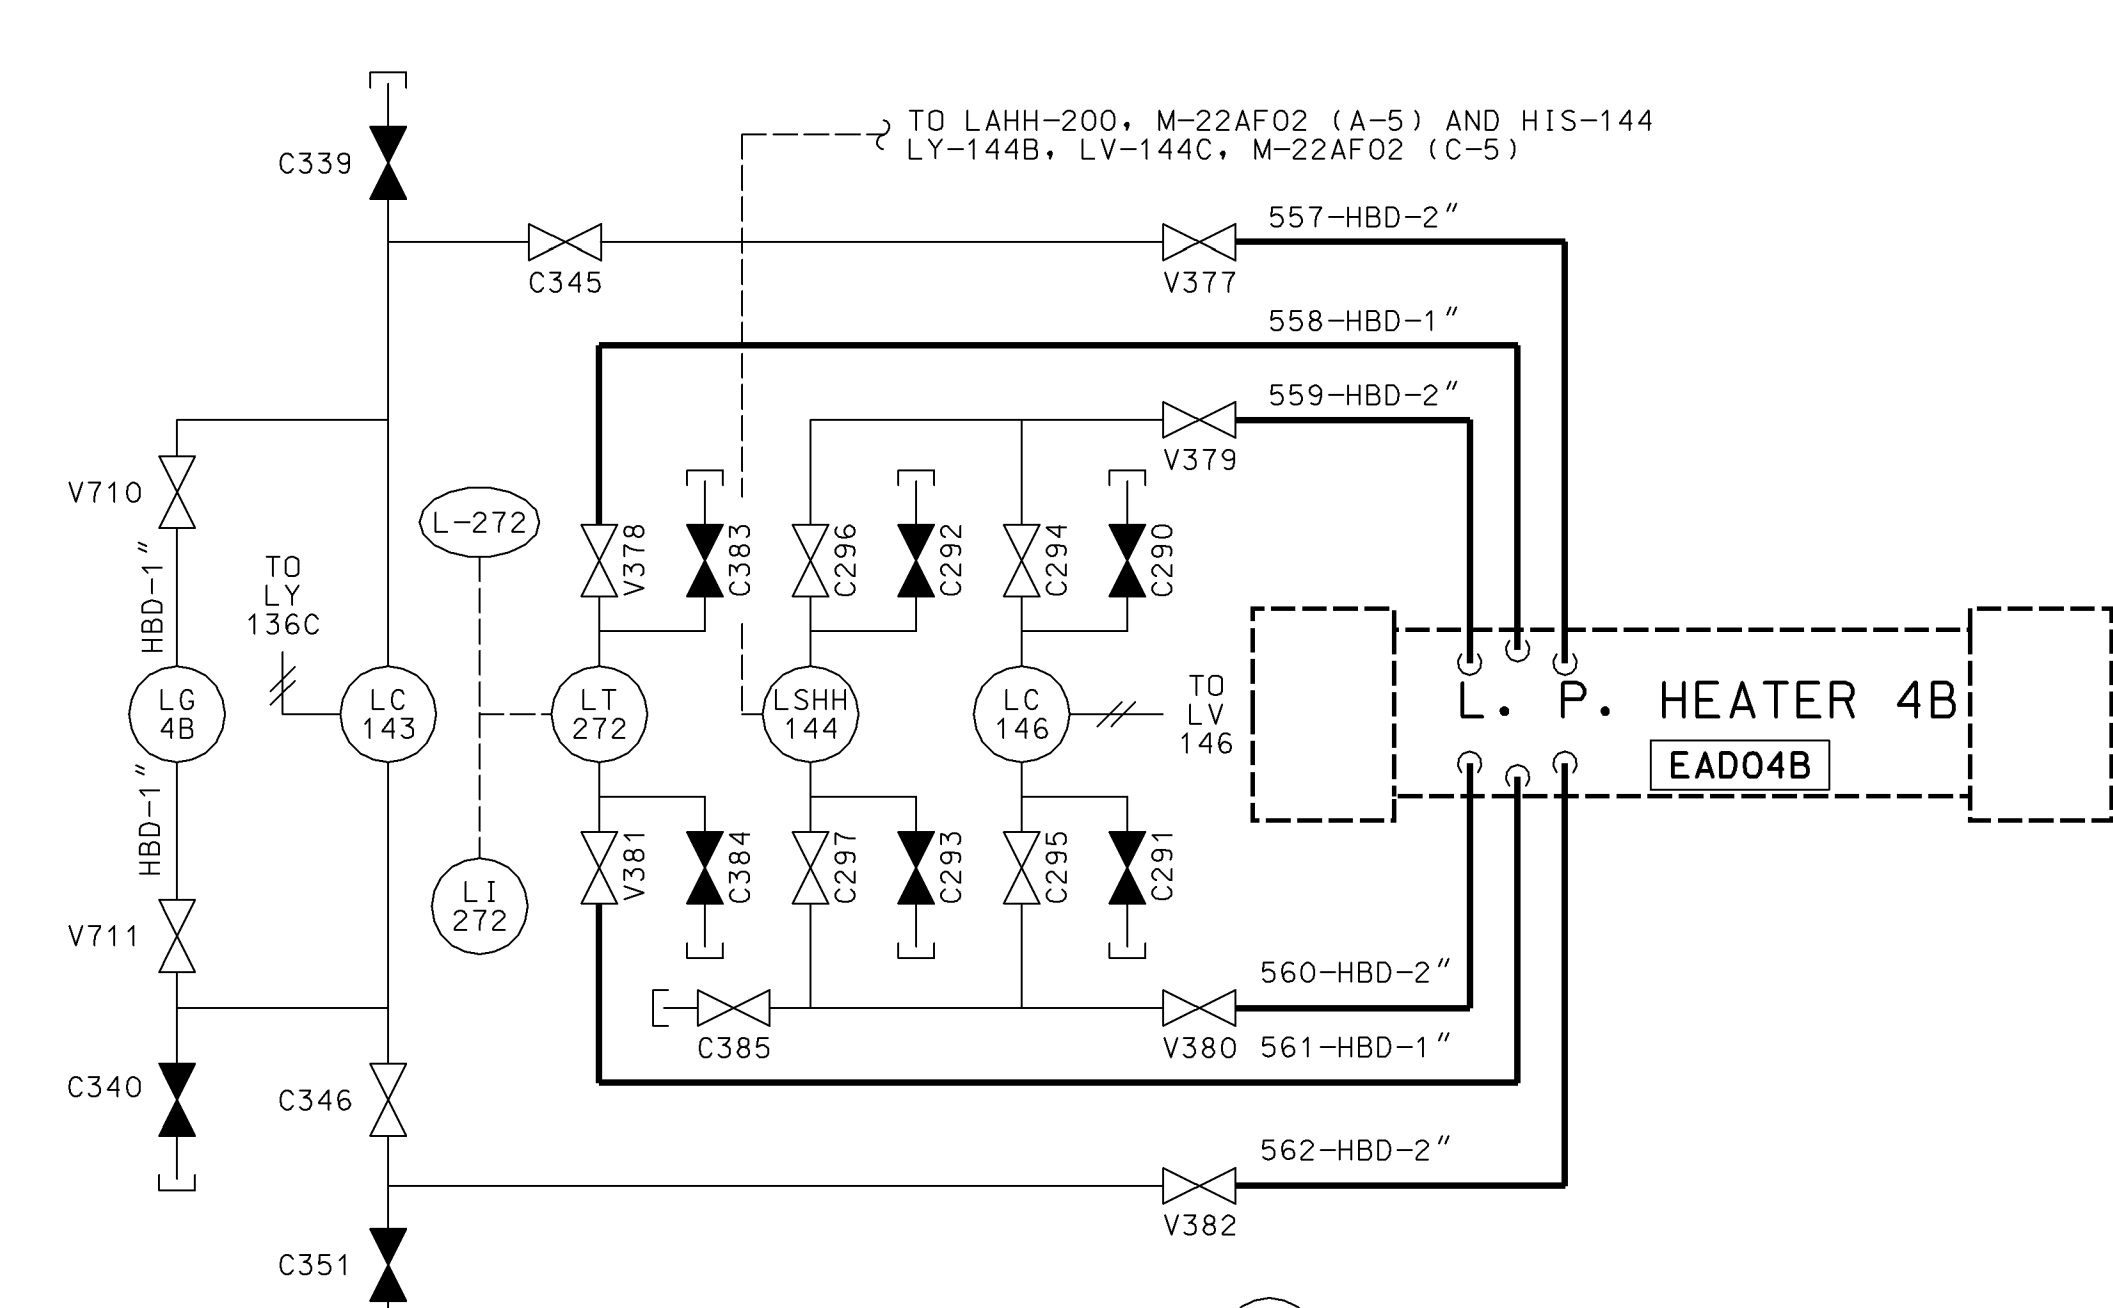 TO LAHH-200, M-22AF02 (A-5) AND HIS-144
LY-144B, LV-144C, M-22AF02 (C-5)
C339
557-HBD-2"
C345
V377
558-HBD-1"
559-HBD-2"
V379
V710
L-272
V378
C383
C296
C292
C294
C290
HBD-1"
TO
LY
136C
LG
4B
LC
143
LT
272
LSHH
144
LC
146
TO
LV
146
L. P. HEATER 4B
EAD04B
HBD-1"
V381
C384
C297
C293
C295
C291
LI
272
V711
560-HBD-2"
C385
V380
561-HBD-1"
C340
C346
562-HBD-2"
V382
C351